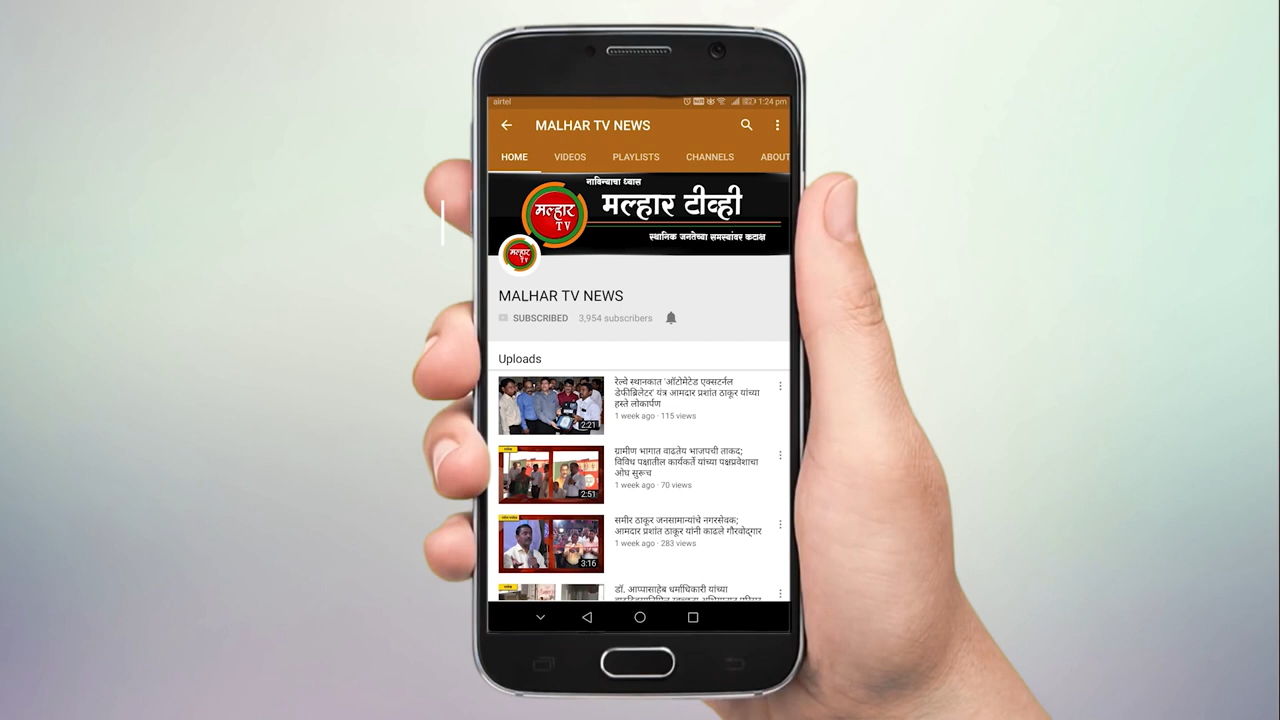 airtel 1:24 pm
MALHAR TV NEWS
HOME VIDEOS PLAYLISTS CHANNELS ABOUT
नाविन्याचा ध्यास
मल्हार टीव्ही
मल्हार
TV
स्थानिक जनतेच्या समस्यांवर कटाक्ष
मल्हार
TV
MALHAR TV NEWS
SUBSCRIBED 3,954 subscribers
Uploads
रेल्वे स्थानकात 'ऑटोमेटेड एक्सटर्नल
डेफीब्रिलेटर' यंत्र आमदार प्रशांत ठाकूर यांच्या
हस्ते लोकार्पण
1 week ago · 115 views
2:21
ग्रामीण भागात वाढतेय भाजपची ताकद;
विविध पक्षातील कार्यकर्ते यांच्या पक्षप्रवेशाचा
ओघ सुरूच
1 week ago · 70 views
2:51
समीर ठाकूर जनसामान्यांचे नगरसेवक;
आमदार प्रशांत ठाकूर यांनी काढले गौरवोद्गार
1 week ago · 283 views
3:16
डॉ. आप्पासाहेब धर्माधिकारी यांच्या